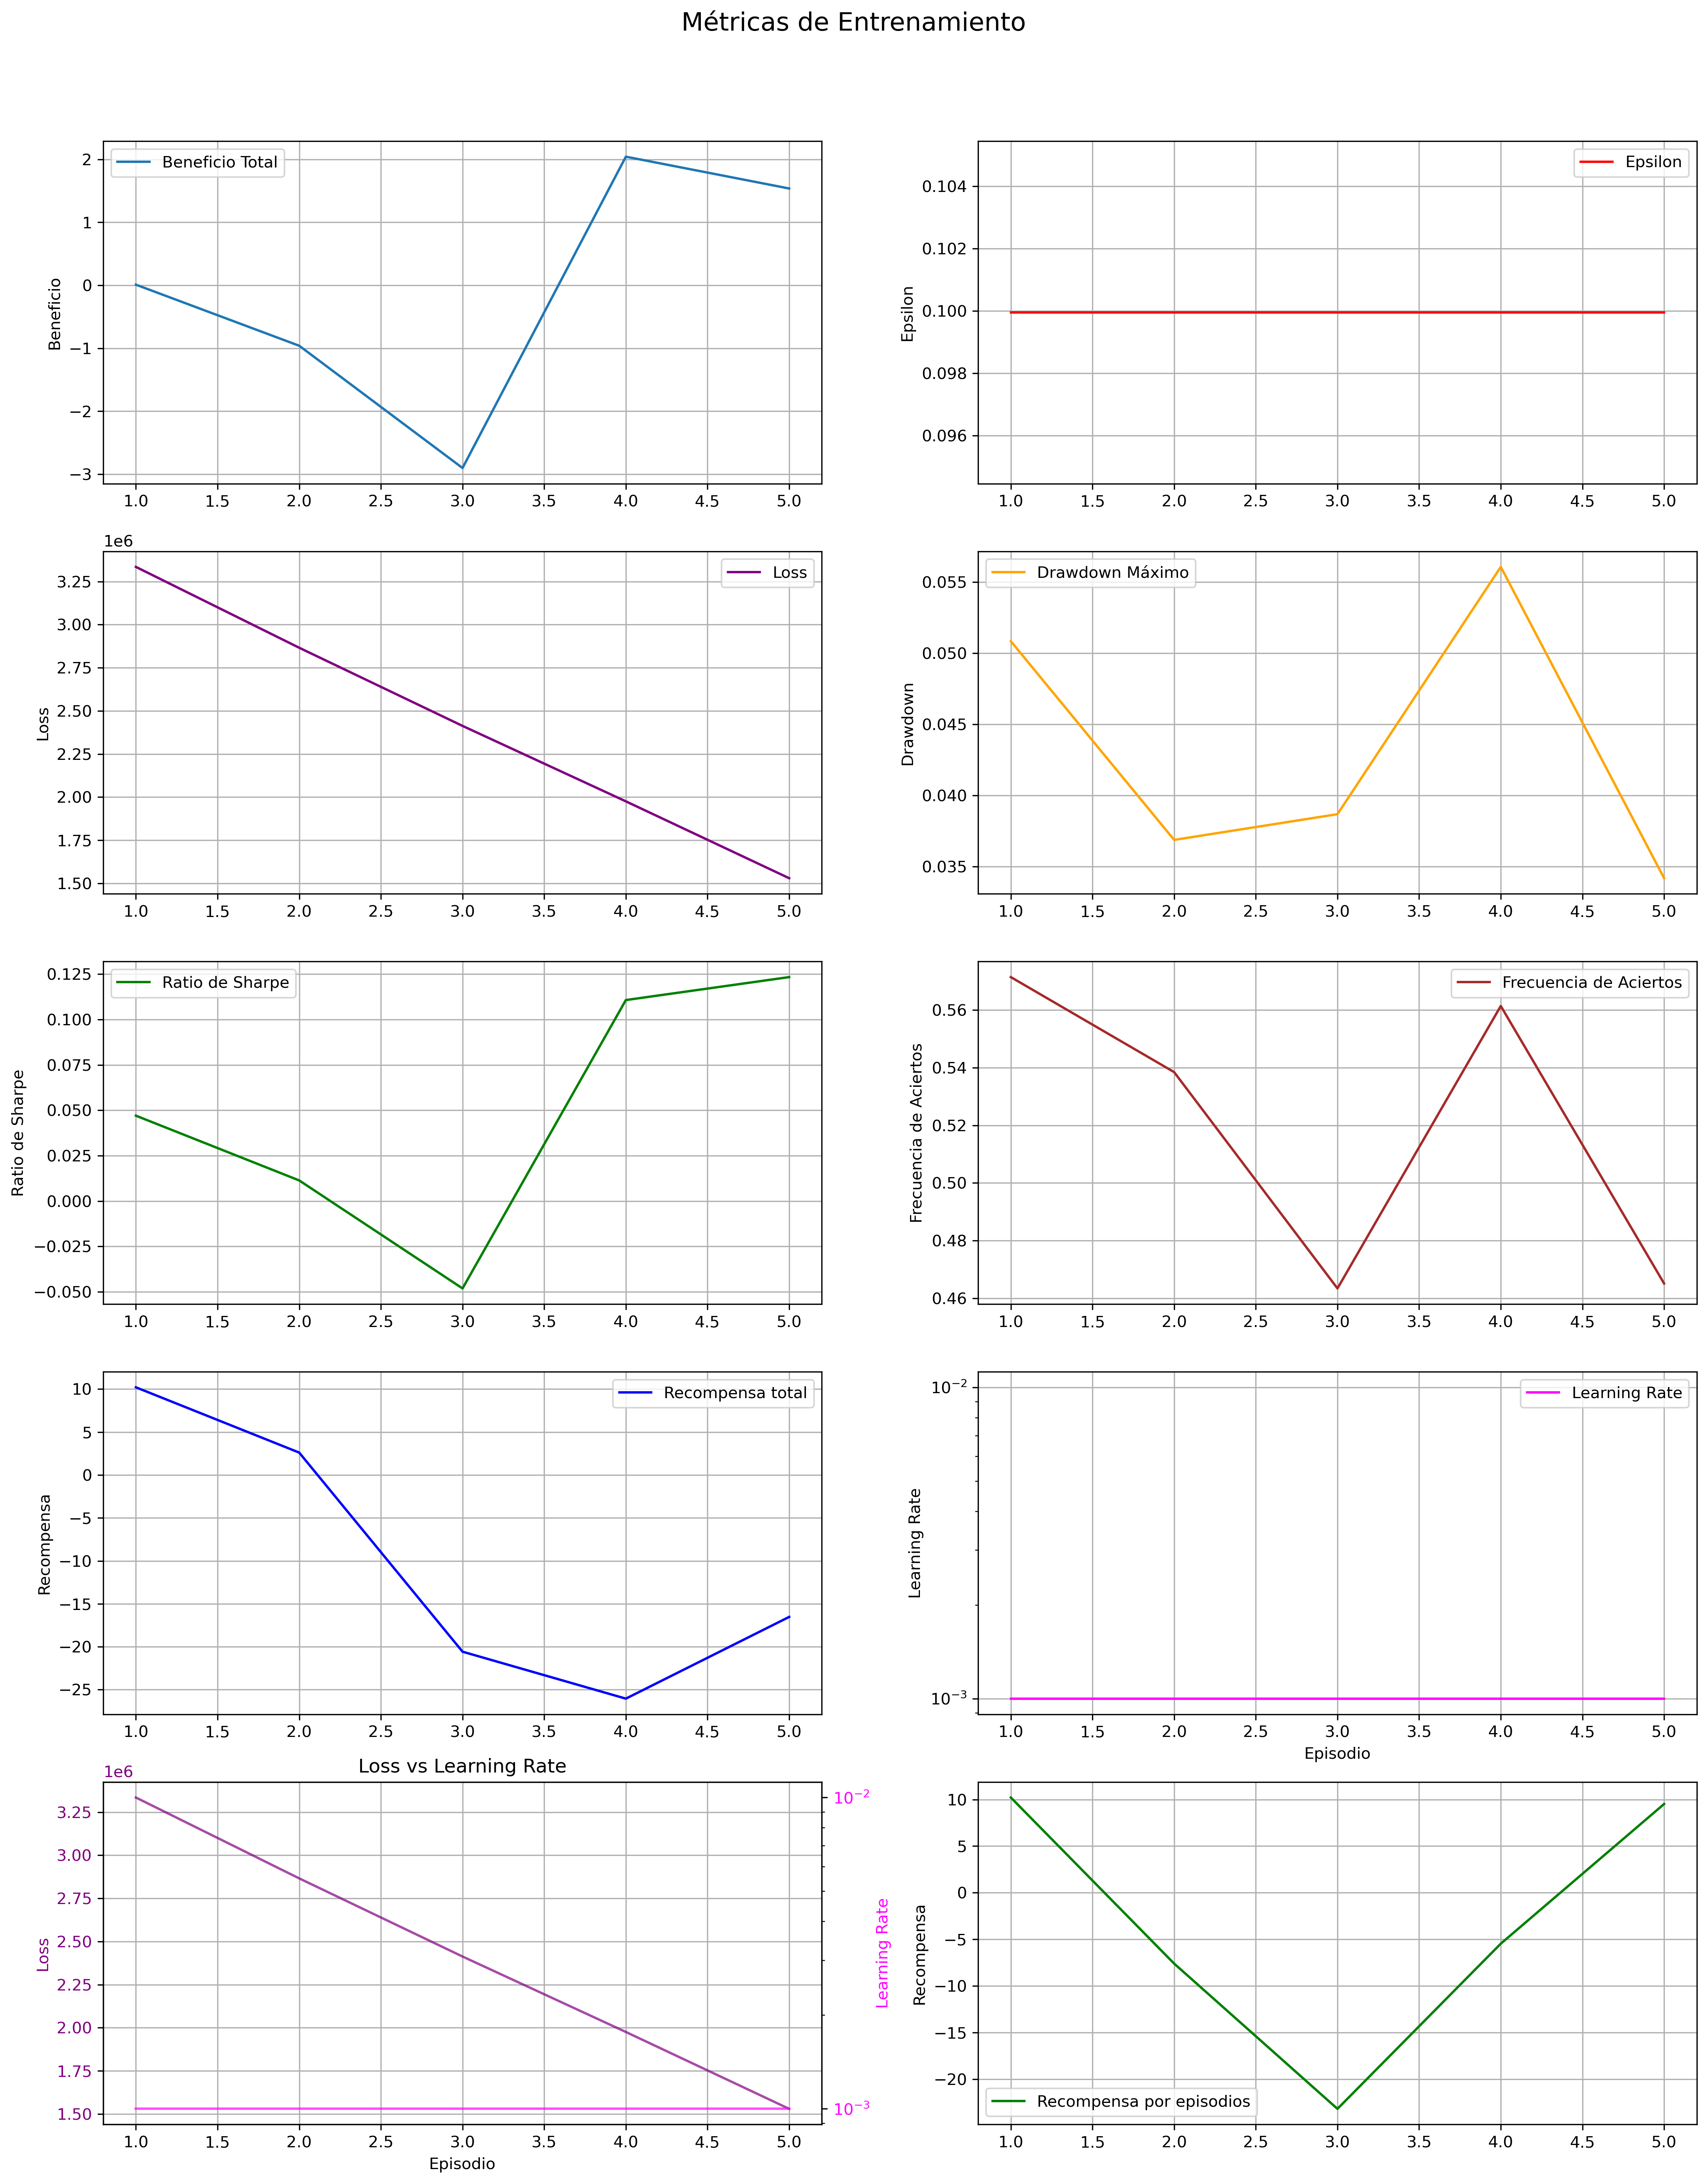 Métricas de Entrenamiento
Beneficio Total
Beneficio
2
1
0
−1
−2
−3
1.0 1.5 2.0 2.5 3.0 3.5 4.0 4.5 5.0
Epsilon
Epsilon
0.104
0.102
0.100
0.098
0.096
1.0 1.5 2.0 2.5 3.0 3.5 4.0 4.5 5.0
1e6
Loss
Loss
3.25
3.00
2.75
2.50
2.25
2.00
1.75
1.50
1.0 1.5 2.0 2.5 3.0 3.5 4.0 4.5 5.0
Drawdown Máximo
Drawdown
0.055
0.050
0.045
0.040
0.035
1.0 1.5 2.0 2.5 3.0 3.5 4.0 4.5 5.0
Ratio de Sharpe
Ratio de Sharpe
0.125
0.100
0.075
0.050
0.025
0.000
−0.025
−0.050
1.0 1.5 2.0 2.5 3.0 3.5 4.0 4.5 5.0
Frecuencia de Aciertos
Frecuencia de Aciertos
0.56
0.54
0.52
0.50
0.48
0.46
1.0 1.5 2.0 2.5 3.0 3.5 4.0 4.5 5.0
Recompensa total
Recompensa
10
5
0
−5
−10
−15
−20
−25
1.0 1.5 2.0 2.5 3.0 3.5 4.0 4.5 5.0
Learning Rate
Learning Rate
10⁻²
10⁻³
1.0 1.5 2.0 2.5 3.0 3.5 4.0 4.5 5.0
Episodio
Loss vs Learning Rate
1e6
Loss
3.25
3.00
2.75
2.50
2.25
2.00
1.75
1.50
10⁻²
10⁻³
Learning Rate
1.0 1.5 2.0 2.5 3.0 3.5 4.0 4.5 5.0
Episodio
Recompensa
10
5
0
−5
−10
−15
−20
Recompensa por episodios
1.0 1.5 2.0 2.5 3.0 3.5 4.0 4.5 5.0